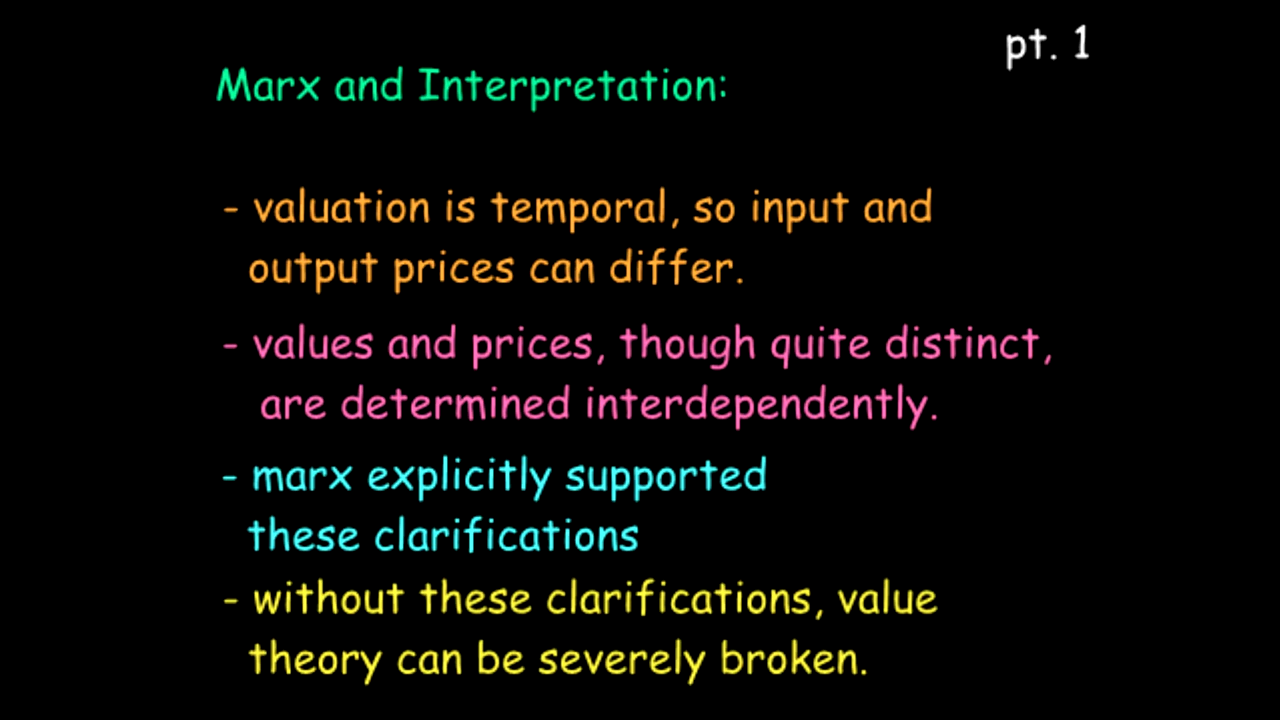 pt. 1
Marx and Interpretation:
- valuation is temporal, so input and
output prices can differ.
- values and prices, though quite distinct,
are determined interdependently.
- marx explicitly supported
these clarifications
- without these clarifications, value
theory can be severely broken.